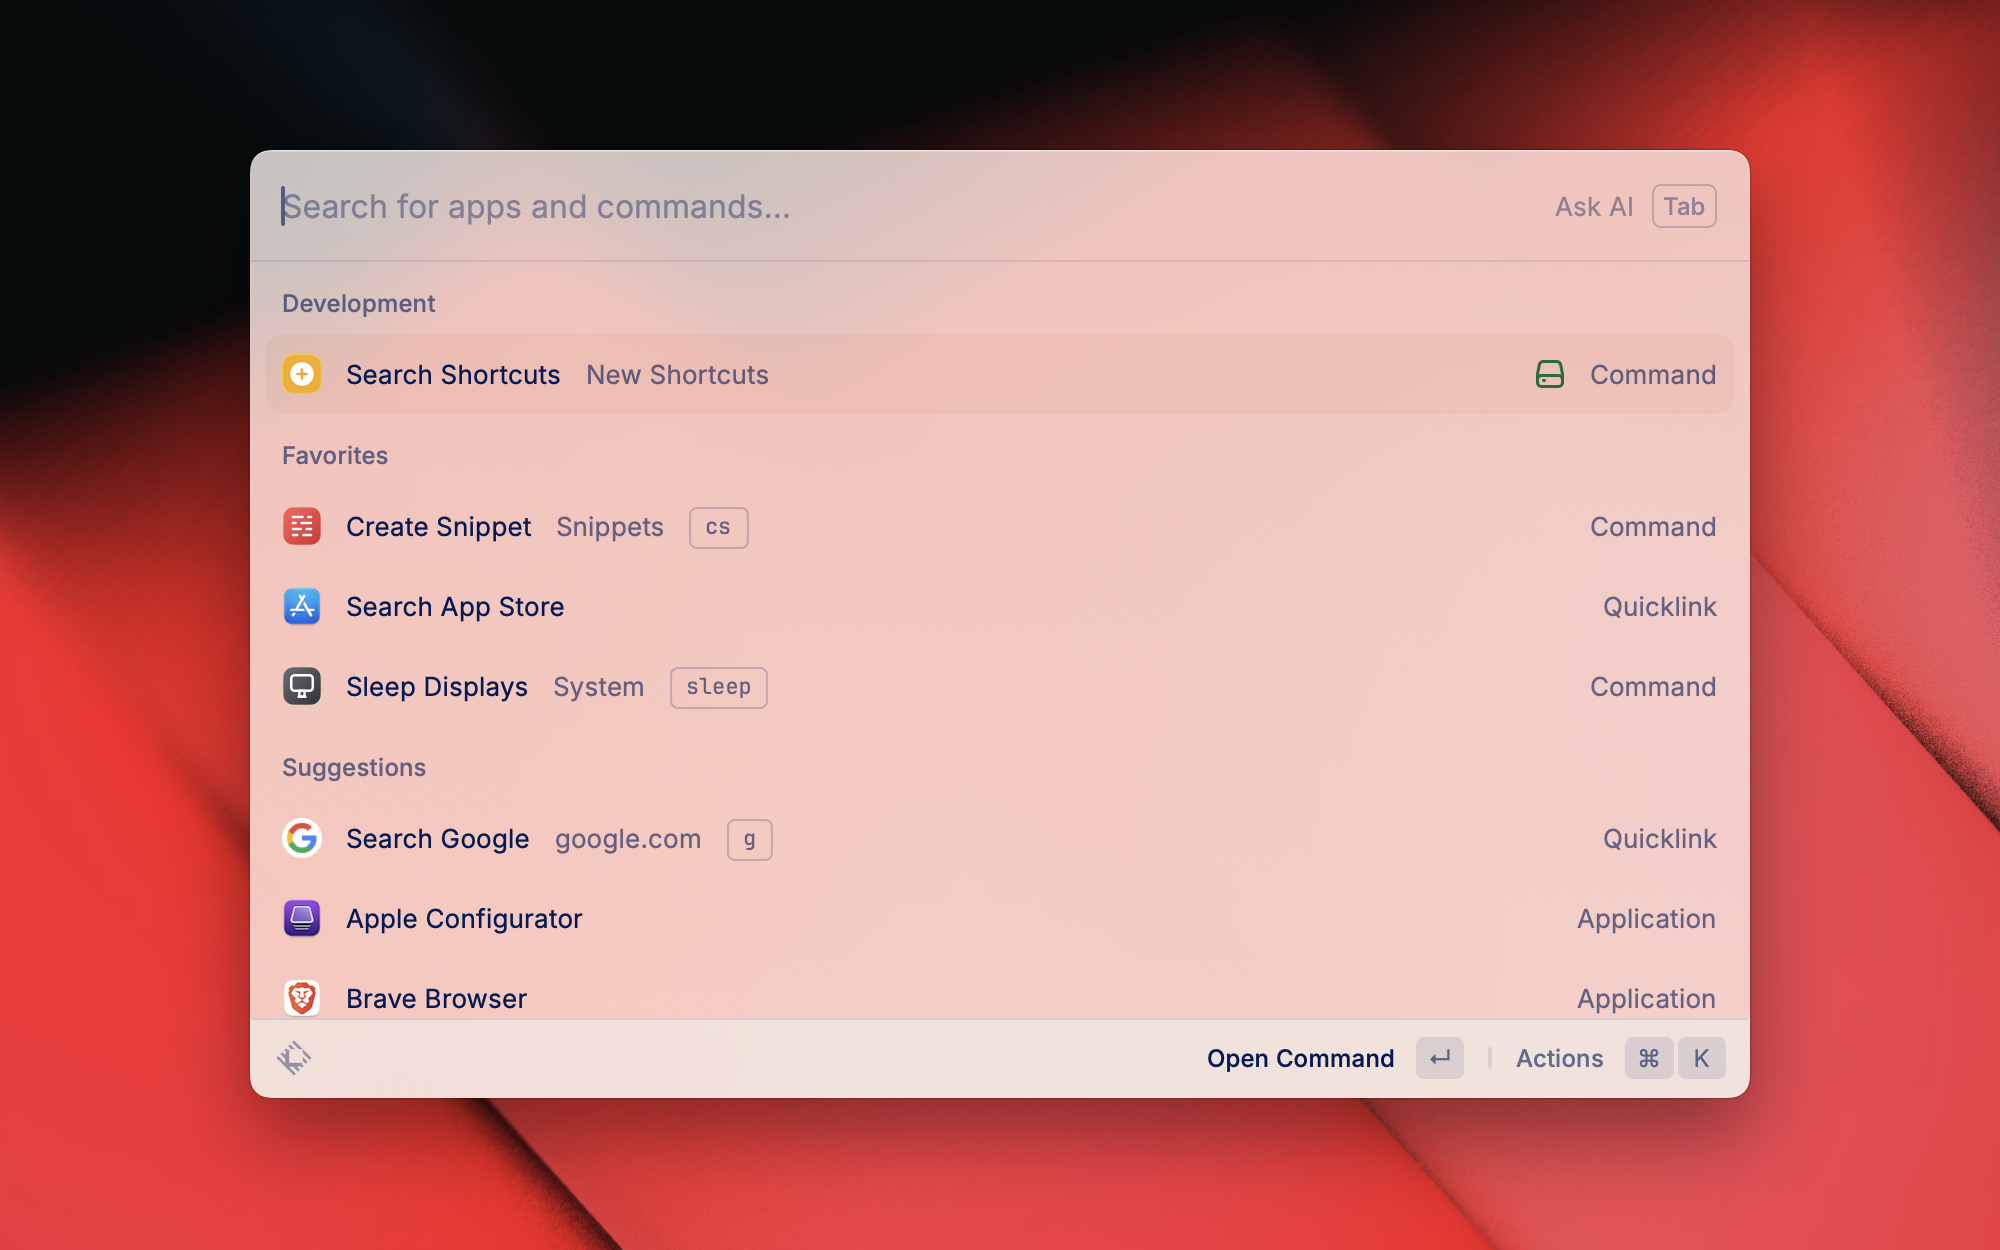 Search for apps and commands...
Ask AI Tab
Development
Search Shortcuts New Shortcuts Command
Favorites
Create Snippet Snippets cs Command
Search App Store Quicklink
Sleep Displays System sleep Command
Suggestions
Search Google google.com g Quicklink
Apple Configurator Application
Brave Browser Application
Open Command ↵ Actions ⌘ K